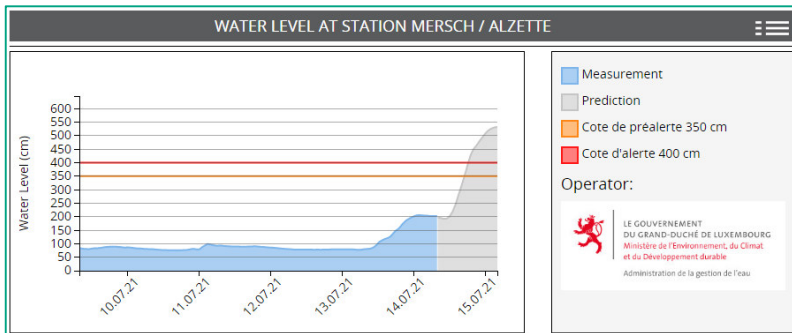 WATER LEVEL AT STATION MERSCH / ALZETTE
Water Level (cm)
600
550
500
450
400
350
300
250
200
150
100
50
0
10.07.21
11.07.21
12.07.21
13.07.21
14.07.21
15.07.21
Measurement
Prediction
Cote de préalerte 350 cm
Cote d'alerte 400 cm
Operator:
LE GOUVERNEMENT
DU GRAND-DUCHÉ DE LUXEMBOURG
Ministère de l'Environnement, du Climat
et du Développement durable
Administration de la gestion de l'eau